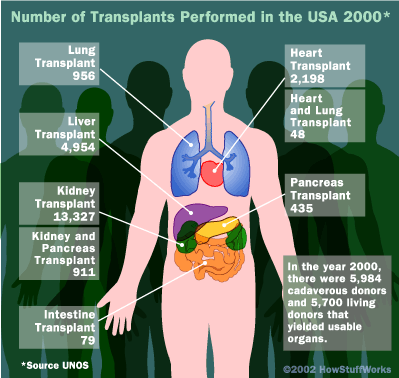 Number of Transplants Performed in the USA 2000*
Lung
Transplant
956
Liver
Transplant
4,954
Kidney
Transplant
13,327
Kidney and
Pancreas
Transplant
911
Intestine
Transplant
79
Heart
Transplant
2,198
Heart
and Lung
Transplant
48
Pancreas
Transplant
435
In the year 2000,
there were 5,984
cadaverous donors
and 5,700 living
donors that
yielded usable
organs.
*Source UNOS
©2002 HowStuffWorks